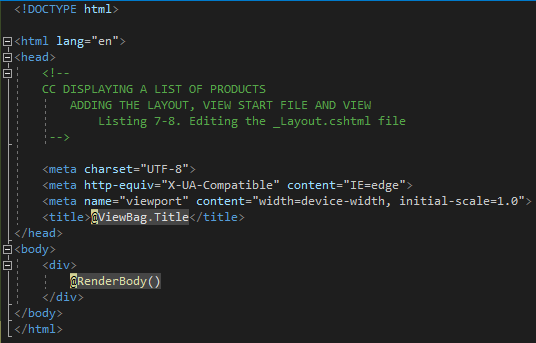 <!DOCTYPE html>
<html lang="en">
<head>
<!--
CC DISPLAYING A LIST OF PRODUCTS
ADDING THE LAYOUT, VIEW START FILE AND VIEW
Listing 7-8. Editing the _Layout.cshtml file
-->
<meta charset="UTF-8">
<meta http-equiv="X-UA-Compatible" content="IE=edge">
<meta name="viewport" content="width=device-width, initial-scale=1.0">
<title>@ViewBag.Title</title>
</head>
<body>
<div>
@RenderBody()
</div>
</body>
</html>